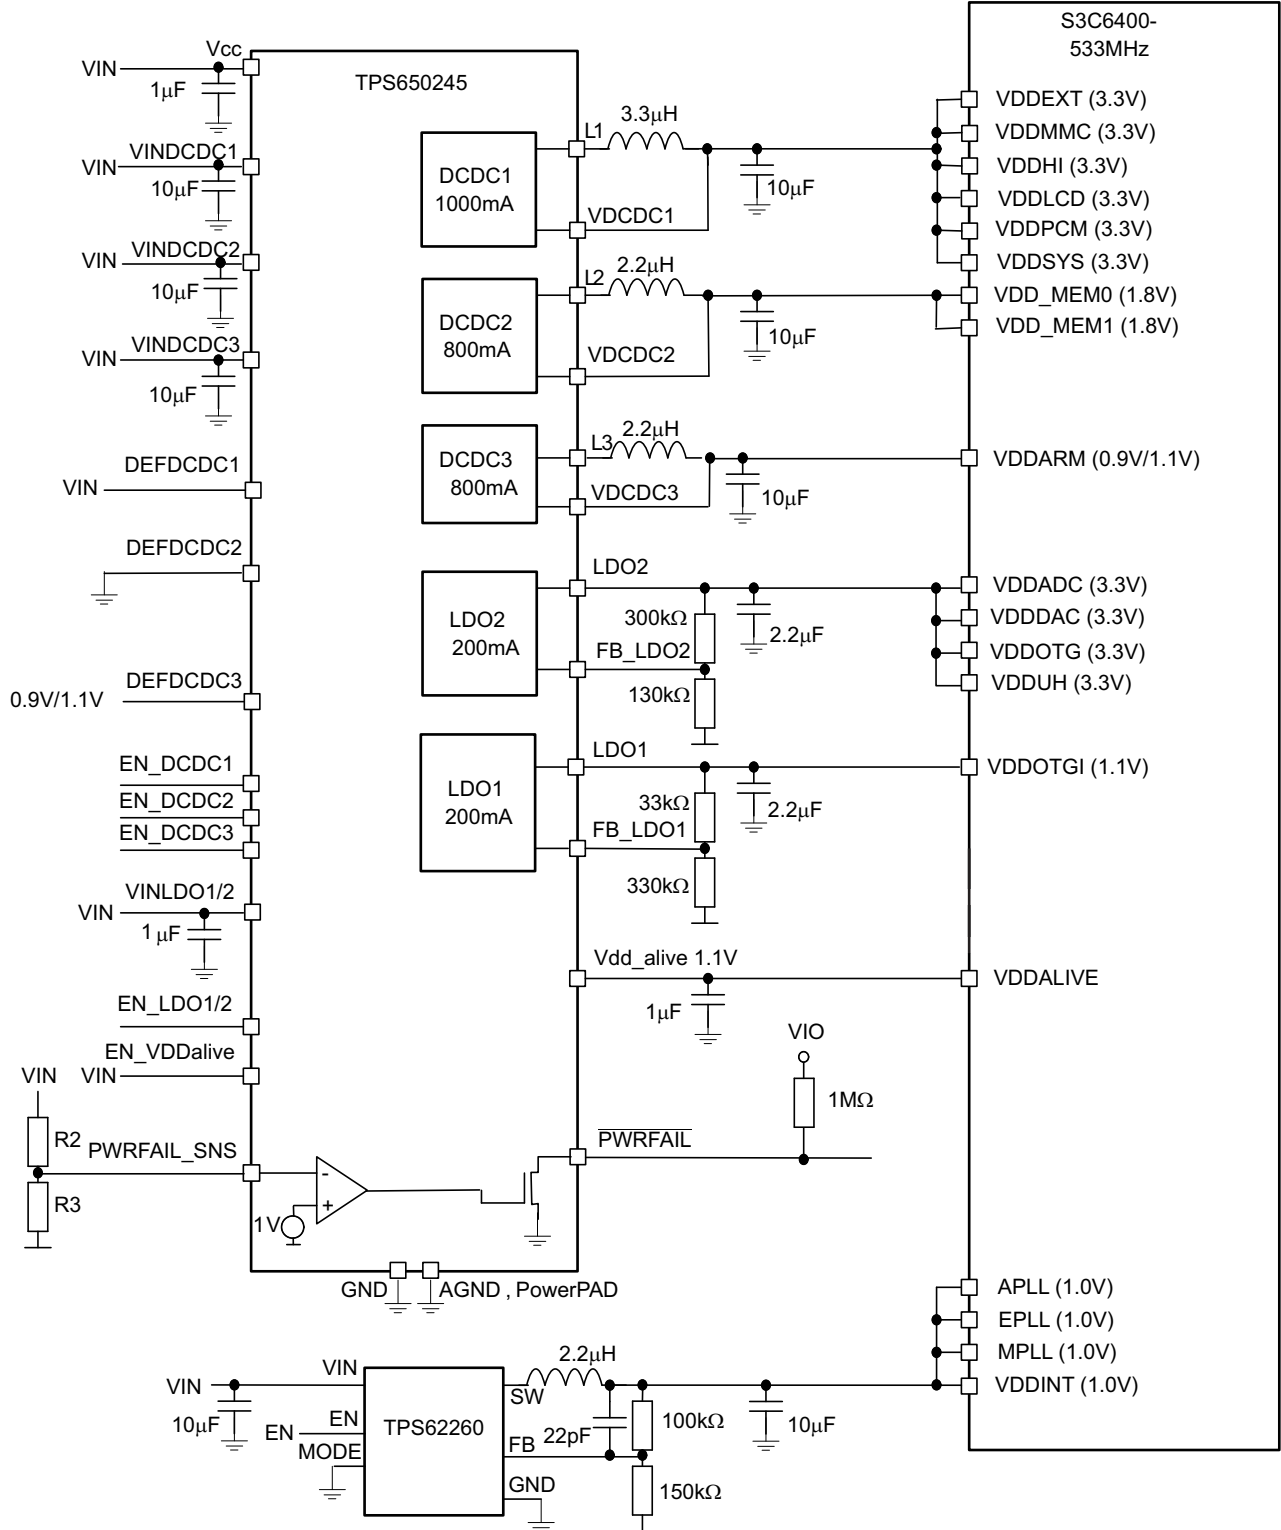 S3C6400-
533MHz
TPS650245
VIN
Vcc
1μF
VIN
VINDCDC1
10μF
VIN
VINDCDC2
10μF
VIN
VINDCDC3
10μF
DEFDCDC1
VIN
DEFDCDC2
DEFDCDC3
0.9V/1.1V
EN_DCDC1
EN_DCDC2
EN_DCDC3
VINLDO1/2
VIN
1 μF
EN_LDO1/2
EN_VDDalive
VIN
VIN
R2
PWRFAIL_SNS
R3
DCDC1
1000mA
L1
3.3μH
VDCDC1
10μF
DCDC2
800mA
L2
2.2μH
VDCDC2
10μF
DCDC3
800mA
L3
2.2μH
VDCDC3
10μF
LDO2
200mA
LDO2
300kΩ
2.2μF
FB_LDO2
130kΩ
LDO1
200mA
LDO1
33kΩ
2.2μF
FB_LDO1
330kΩ
Vdd_alive 1.1V
1μF
VIO
1MΩ
PWRFAIL
-
+
1V
GND
AGND , PowerPAD
VDDEXT (3.3V)
VDDMMC (3.3V)
VDDHI (3.3V)
VDDLCD (3.3V)
VDDPCM (3.3V)
VDDSYS (3.3V)
VDD_MEM0 (1.8V)
VDD_MEM1 (1.8V)
VDDARM (0.9V/1.1V)
VDDADC (3.3V)
VDDDAC (3.3V)
VDDOTG (3.3V)
VDDUH (3.3V)
VDDOTGI (1.1V)
VDDALIVE
APLL (1.0V)
EPLL (1.0V)
MPLL (1.0V)
VDDINT (1.0V)
VIN
10μF
VIN
EN
EN
MODE
TPS62260
SW
2.2μH
FB
22pF
100kΩ
10μF
GND
150kΩ